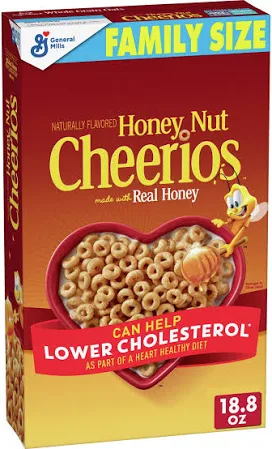 General
Mills
FAMILY SIZE
NATURALLY FLAVORED Honey Nut
Cheerios
made with Real Honey
CAN HELP
LOWER CHOLESTEROL*
AS PART OF A HEART HEALTHY DIET
18.8
OZ